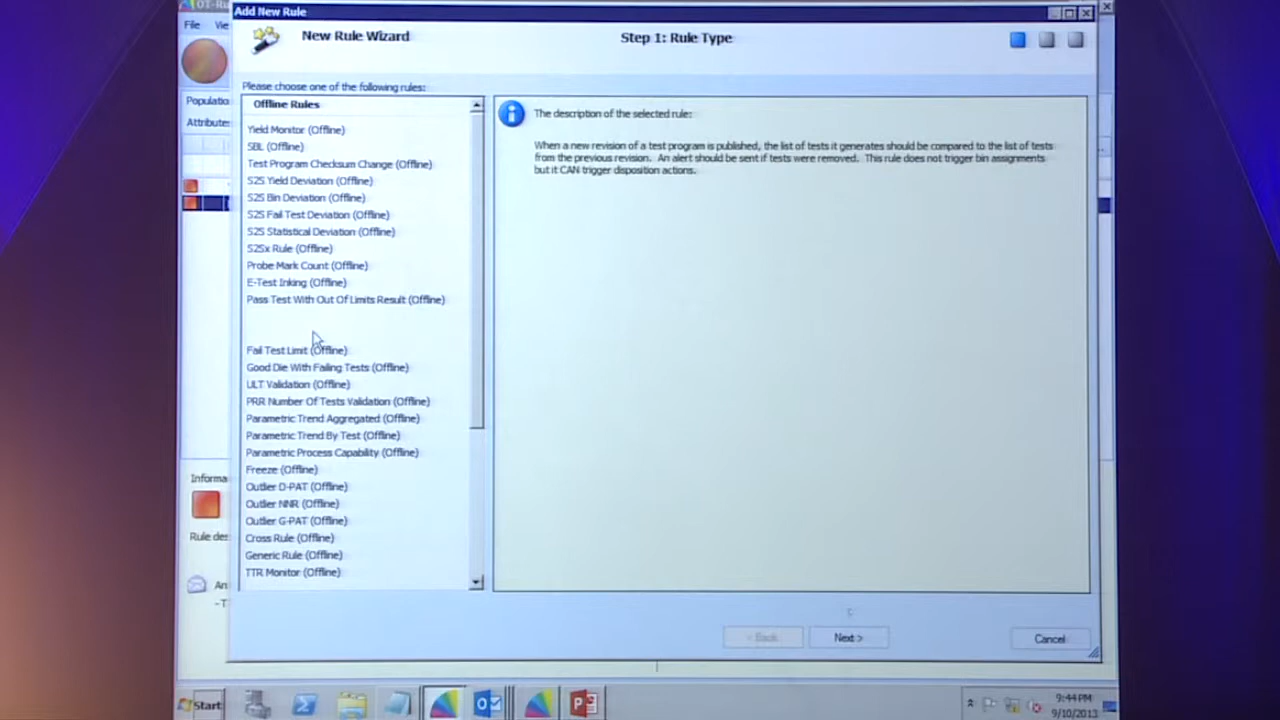 OT-Ru
Add New Rule
File Vie
New Rule Wizard
Step 1: Rule Type
Please choose one of the following rules:
Populatio
Attribute
Offline Rules
Yield Monitor (Offline)
SBL (Offline)
Test Program Checksum Change (Offline)
S2S Yield Deviation (Offline)
S2S Bin Deviation (Offline)
S2S Fail Test Deviation (Offline)
S2S Statistical Deviation (Offline)
S2Sx Rule (Offline)
Probe Mark Count (Offline)
E-Test Inking (Offline)
Pass Test With Out Of Limits Result (Offline)
Fail Test Limit (Offline)
Good Die With Failing Tests (Offline)
ULT Validation (Offline)
PRR Number Of Tests Validation (Offline)
Parametric Trend Aggregated (Offline)
Parametric Trend By Test (Offline)
Parametric Process Capability (Offline)
Freeze (Offline)
Outlier D-PAT (Offline)
Outlier NNR (Offline)
Outlier G-PAT (Offline)
Cross Rule (Offline)
Generic Rule (Offline)
TTR Monitor (Offline)
The description of the selected rule:
When a new revision of a test program is published, the list of tests it generates should be compared to the list of tests
from the previous revision. An alert should be sent if tests were removed. This rule does not trigger bin assignments
but it CAN trigger disposition actions.
Informa
Rule des
An
-T
< Back
Next >
Cancel
Start
9:44 PM
9/10/2013